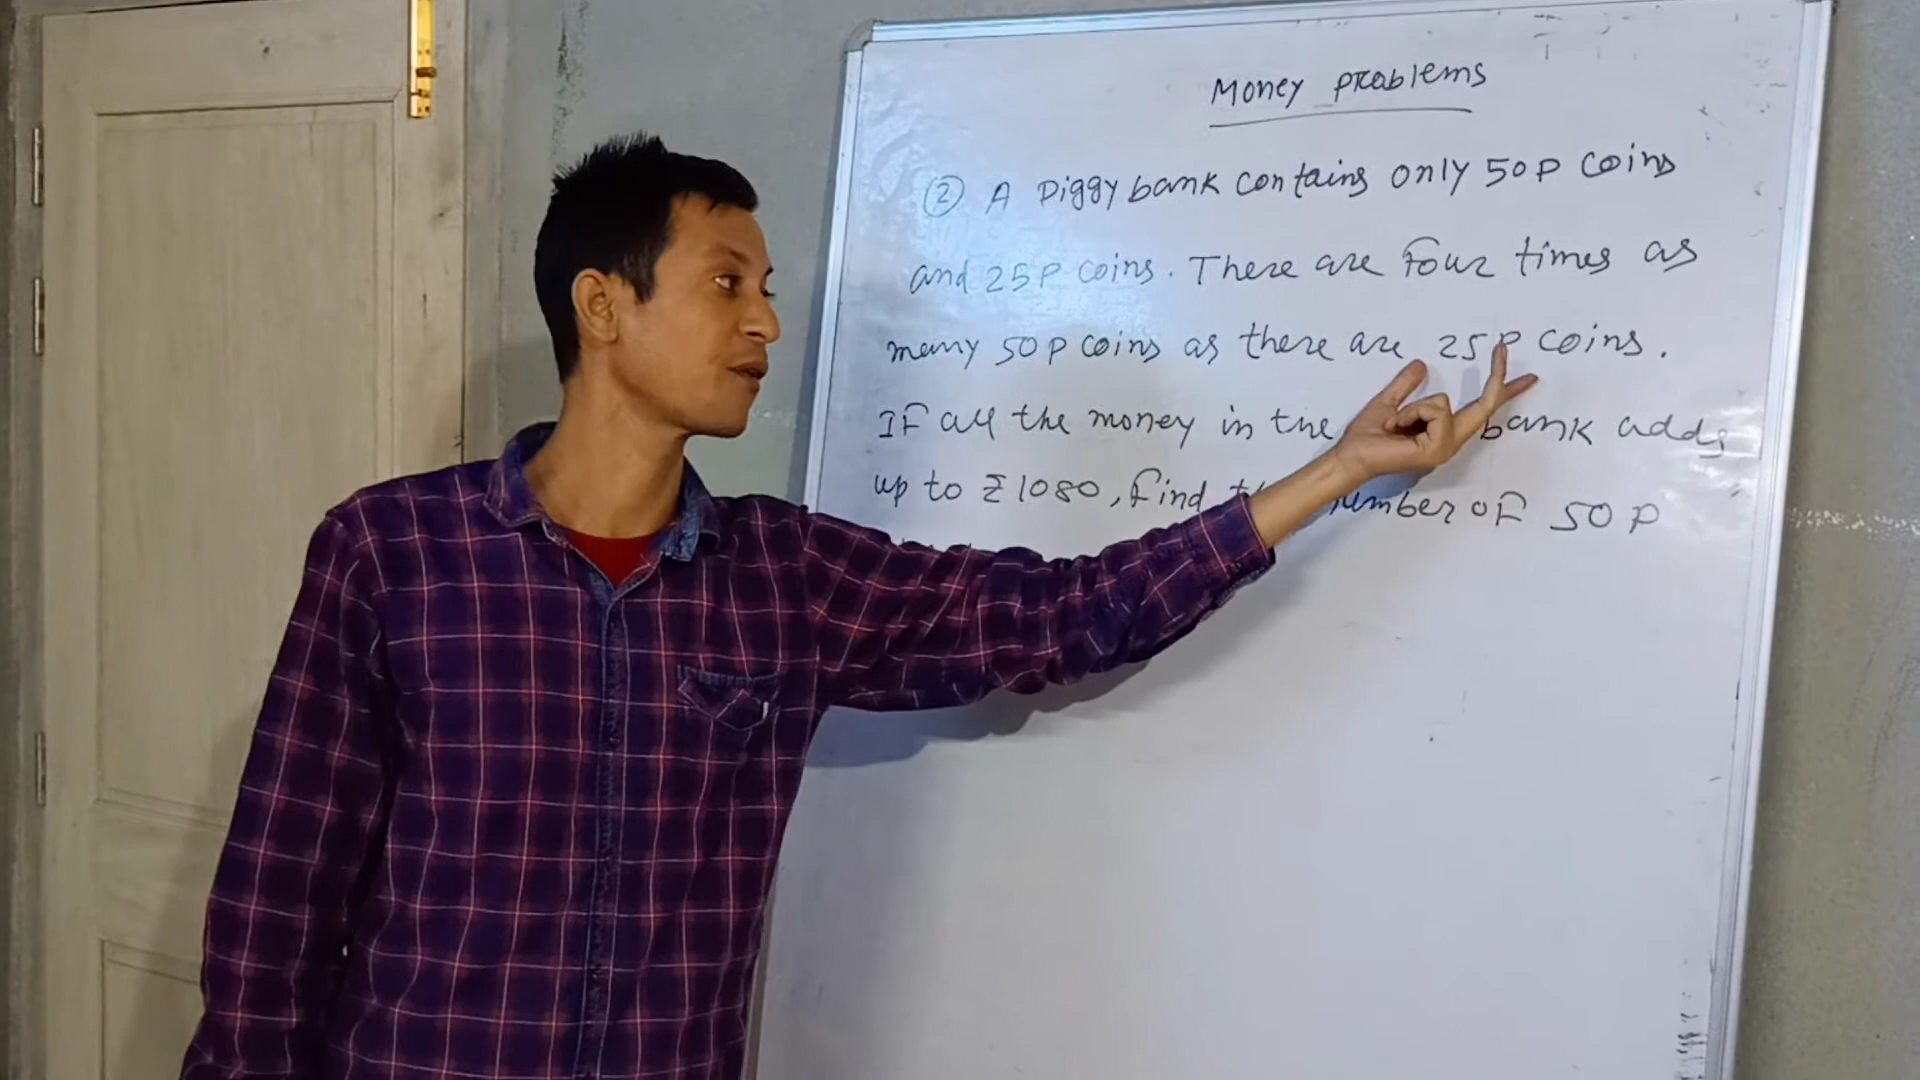 Money problems
② A Piggy bank contains only 50P coins
and 25P coins. There are four times as
many 50P coins as there are 25P coins.
If all the money in the bank adds
up to ₹1080, find number of 50 P